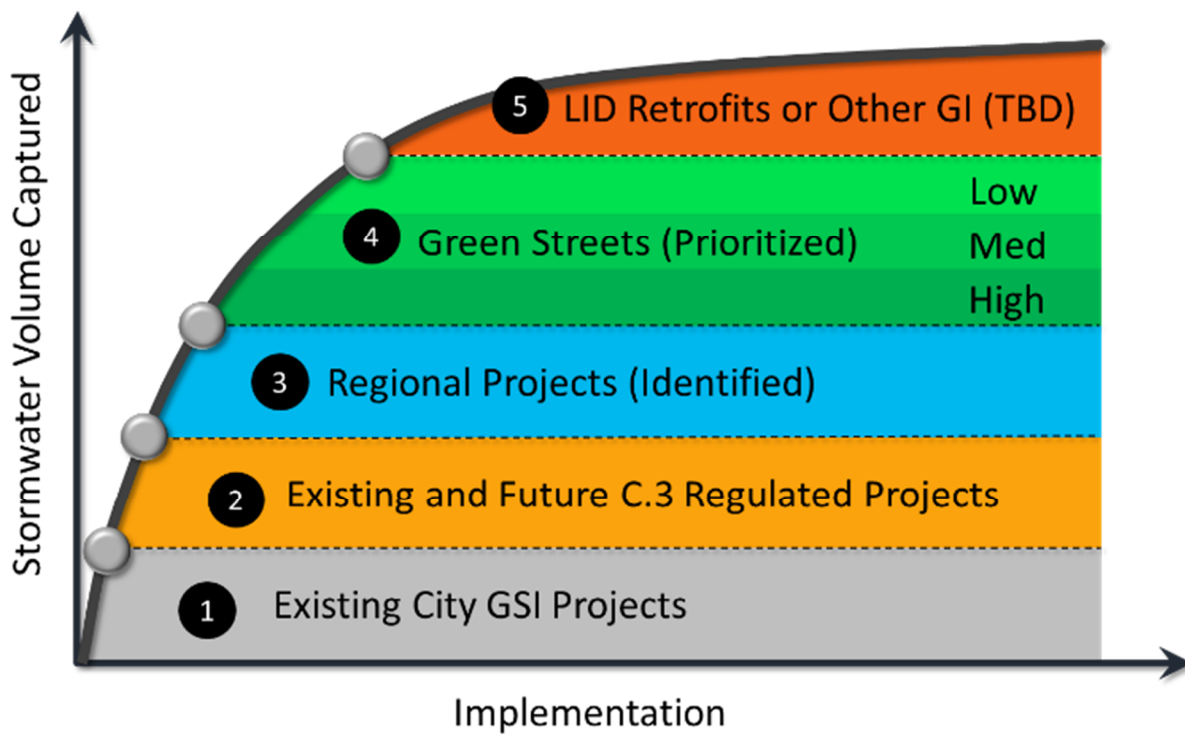 Stormwater Volume Captured
5 LID Retrofits or Other GI (TBD)
Low
4 Green Streets (Prioritized) Med
High
3 Regional Projects (Identified)
2 Existing and Future C.3 Regulated Projects
1 Existing City GSI Projects
Implementation